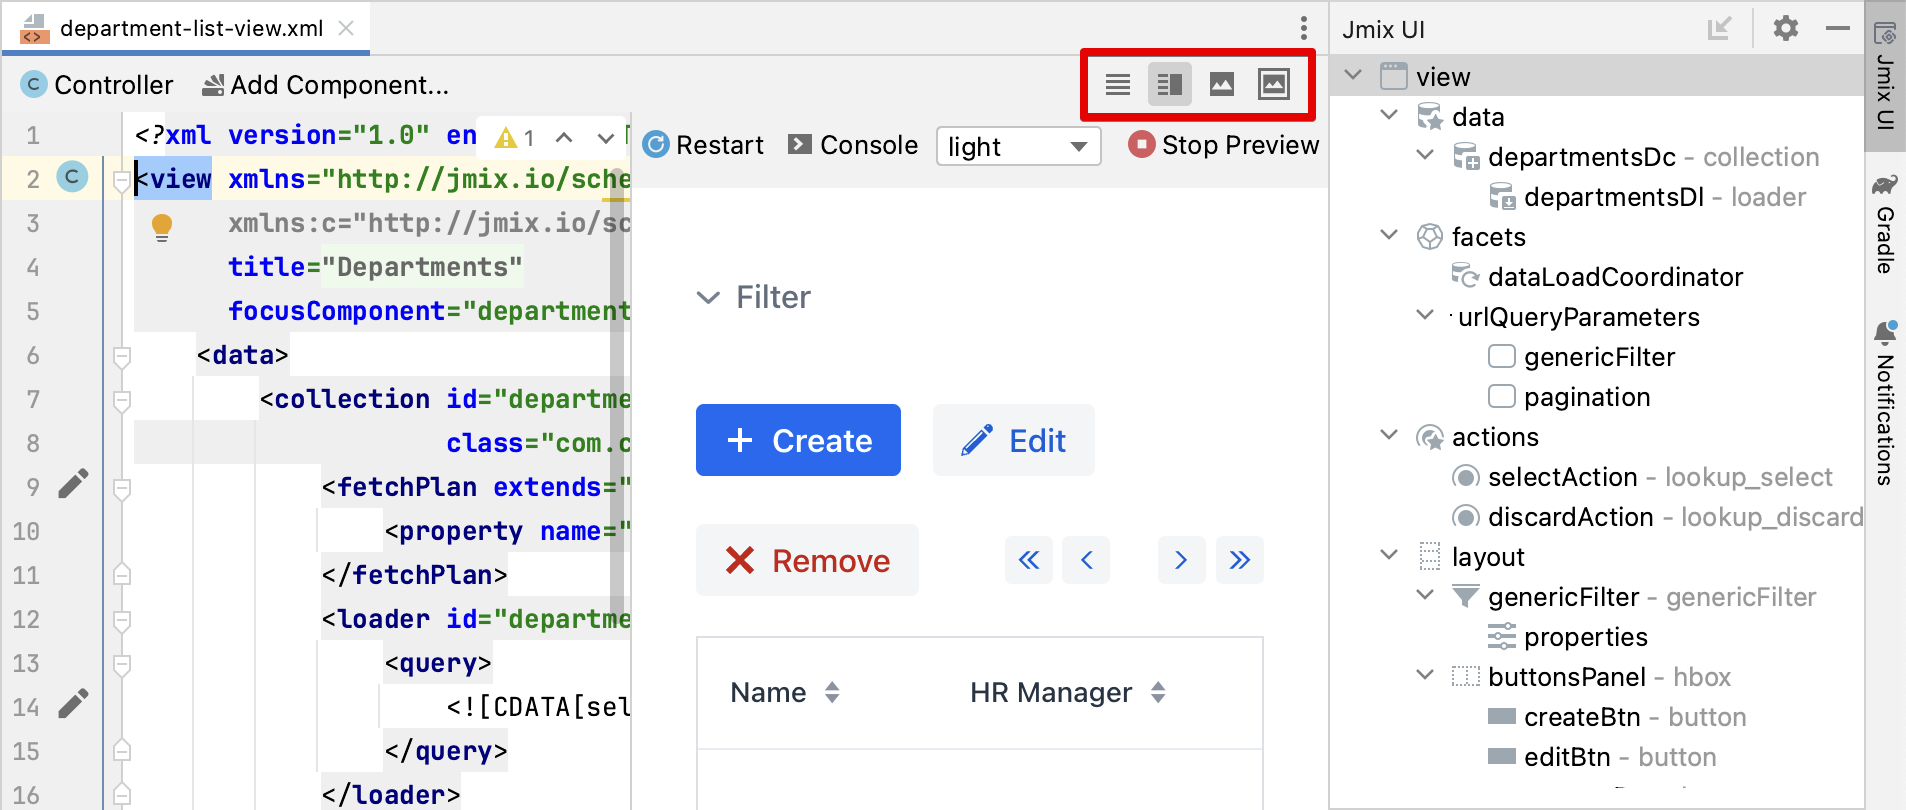 department-list-view.xml
Controller
Add Component...
1 <?xml version="1.0" en
1
2 <view xmlns="http://jmix.io/sche
3 xmlns:c="http://jmix.io/sc
4 title="Departments"
5 focusComponent="department
6 <data>
7 <collection id="departme
8 class="com.c
9 <fetchPlan extends="
10 <property name="
11 </fetchPlan>
12 <loader id="departme
13 <query>
14 <![CDATA[sel
15 </query>
16 </loader>
C
C
Restart
Console
light
Stop Preview
Filter
+ Create
Edit
Remove
Name
HR Manager
Jmix UI
view
data
departmentsDc - collection
departmentsDl - loader
facets
dataLoadCoordinator
urlQueryParameters
genericFilter
pagination
actions
selectAction - lookup_select
discardAction - lookup_discard
layout
genericFilter - genericFilter
properties
buttonsPanel - hbox
createBtn - button
editBtn - button
Jmix UI
Gradle
Notifications